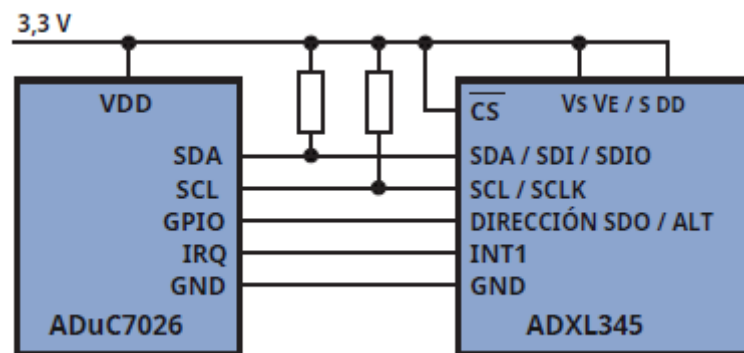 3,3 V
VDD
SDA
SCL
GPIO
IRQ
GND
ADuC7026
CS
VS VE / S DD
SDA / SDI / SDIO
SCL / SCLK
DIRECCIÓN SDO / ALT
INT1
GND
ADXL345